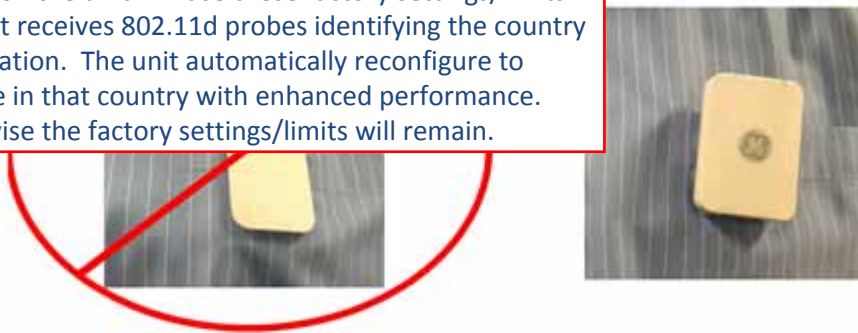 t receives 802.11d probes identifying the country
ation. The unit automatically reconfigure to
e in that country with enhanced performance.
ise the factory settings/limits will remain.